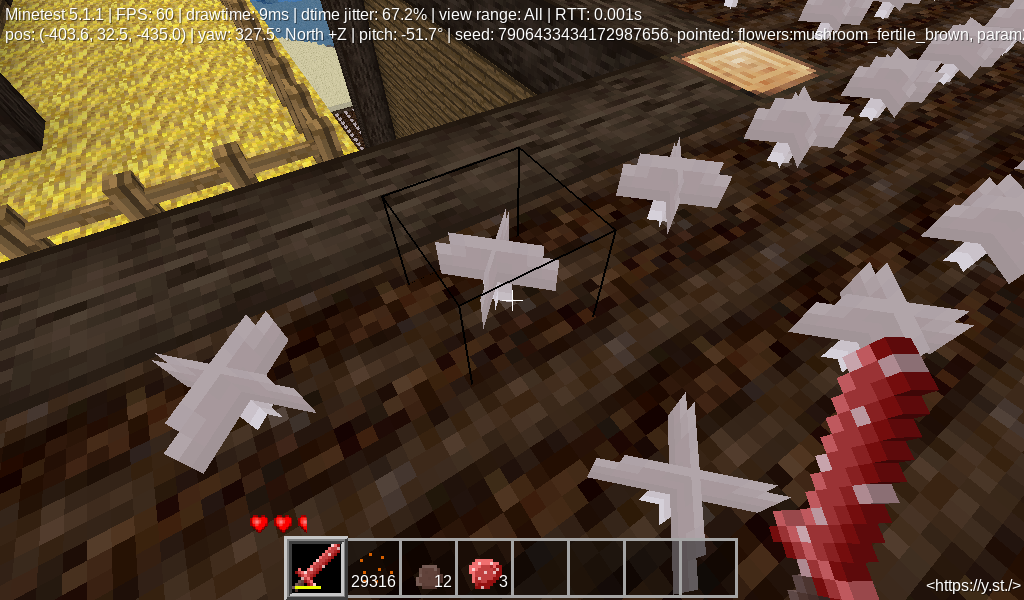 Minetest 5.1.1 | FPS: 60 | drawtime: 9ms | dtime jitter: 67.2% | view range: All | RTT: 0.001s
pos: (-403.6, 32.5, -435.0) | yaw: 327.5° North +Z | pitch: -51.7° | seed: 7906433434172987656, pointed: flowers:mushroom_fertile_brown, param2
29316 12 3
<https://y.st./>